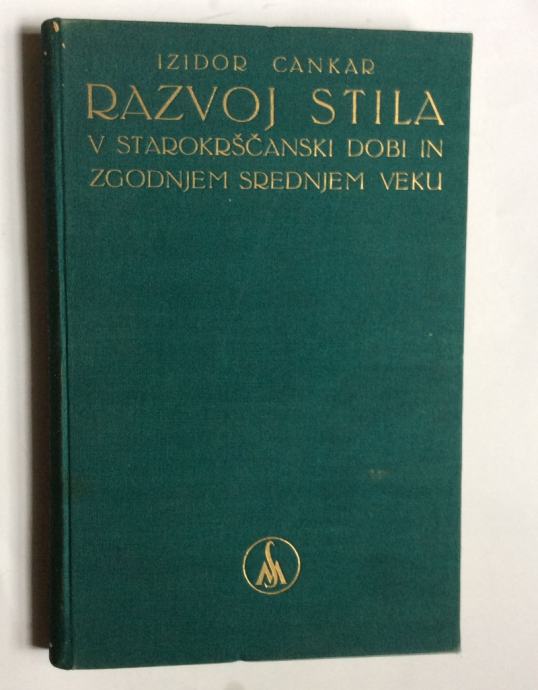 IZIDOR CANKAR
RAZVOJ STILA
V STAROKRŠČANSKI DOBI IN
ZGODNJEM SREDNJEM VEKU